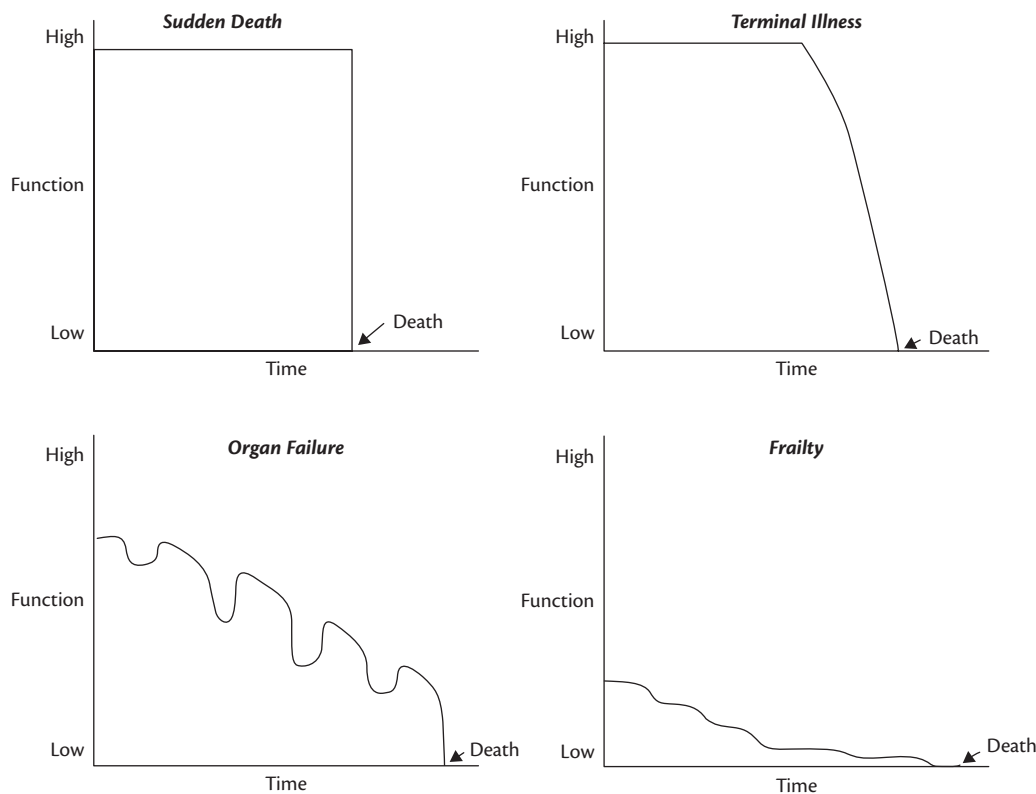 Sudden Death
High
Function
Low
Death
Time
Terminal Illness
High
Function
Low
Death
Time
Organ Failure
High
Function
Low
Death
Time
Frailty
High
Function
Low
Death
Time